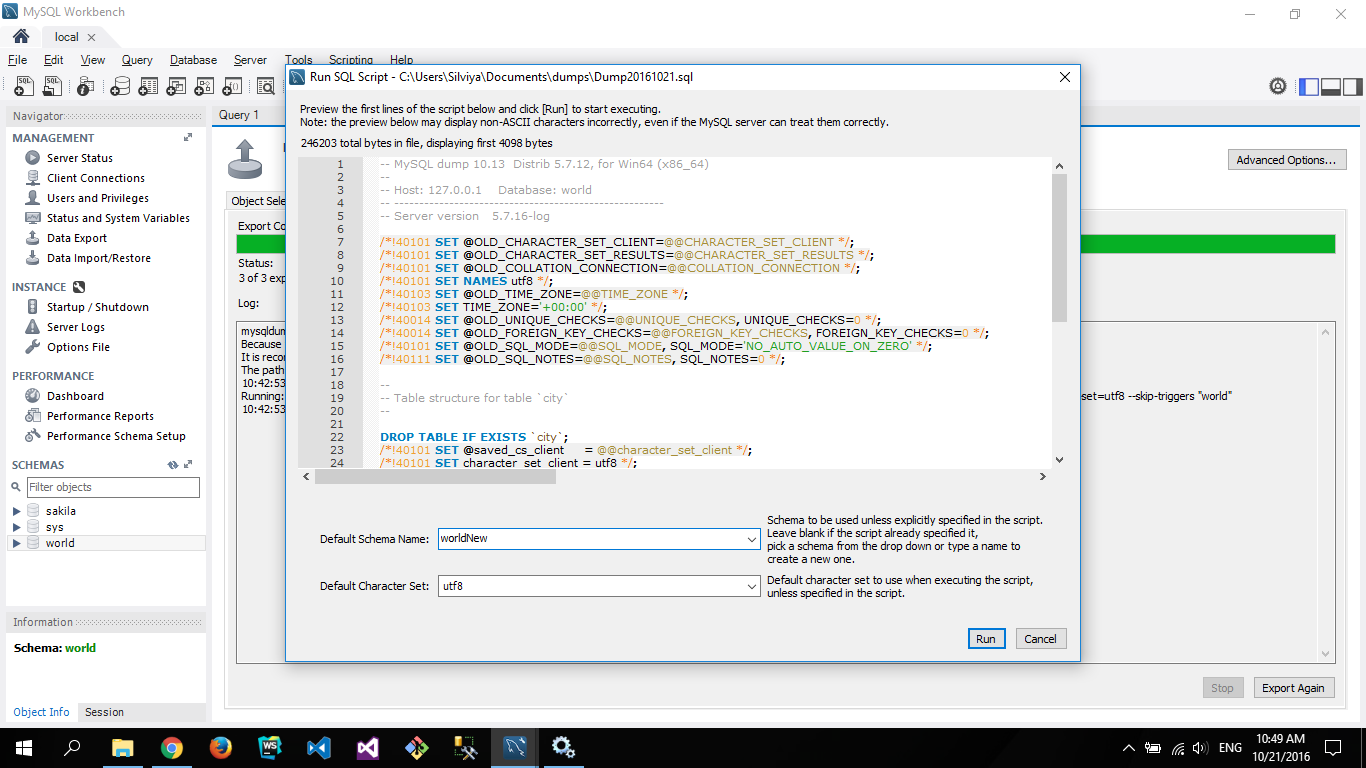 MySQL Workbench
local
File Edit View Query Database Server Tools Scripting Help
Navigator
MANAGEMENT
Server Status
Client Connections
Users and Privileges
Status and System Variables
Data Export
Data Import/Restore
INSTANCE
Startup / Shutdown
Server Logs
Options File
PERFORMANCE
Dashboard
Performance Reports
Performance Schema Setup
SCHEMAS
Filter objects
sakila
sys
world
Information
Schema: world
Object Info Session
Query 1
Advanced Options...
Object Sele
Export Co
Status:
3 of 3 exp
Log:
mysqldum
Because
It is recor
The path
10:42:53
Running:
10:42:53
-set=utf8 --skip-triggers "world"
Stop Export Again
Run SQL Script - C:\Users\Silviya\Documents\dumps\Dump20161021.sql
Preview the first lines of the script below and click [Run] to start executing.
Note: the preview below may display non-ASCII characters incorrectly, even if the MySQL server can treat them correctly.
246203 total bytes in file, displaying first 4098 bytes
1 -- MySQL dump 10.13 Distrib 5.7.12, for Win64 (x86_64)
2 --
3 -- Host: 127.0.0.1 Database: world
4 -- ------------------------------------------------------
5 -- Server version 5.7.16-log
6
7 /*!40101 SET @OLD_CHARACTER_SET_CLIENT=@@CHARACTER_SET_CLIENT */;
8 /*!40101 SET @OLD_CHARACTER_SET_RESULTS=@@CHARACTER_SET_RESULTS */;
9 /*!40101 SET @OLD_COLLATION_CONNECTION=@@COLLATION_CONNECTION */;
10 /*!40101 SET NAMES utf8 */;
11 /*!40103 SET @OLD_TIME_ZONE=@@TIME_ZONE */;
12 /*!40103 SET TIME_ZONE='+00:00' */;
13 /*!40014 SET @OLD_UNIQUE_CHECKS=@@UNIQUE_CHECKS, UNIQUE_CHECKS=0 */;
14 /*!40014 SET @OLD_FOREIGN_KEY_CHECKS=@@FOREIGN_KEY_CHECKS, FOREIGN_KEY_CHECKS=0 */;
15 /*!40101 SET @OLD_SQL_MODE=@@SQL_MODE, SQL_MODE='NO_AUTO_VALUE_ON_ZERO' */;
16 /*!40111 SET @OLD_SQL_NOTES=@@SQL_NOTES, SQL_NOTES=0 */;
17
18 --
19 -- Table structure for table `city`
20 --
21
22 DROP TABLE IF EXISTS `city`;
23 /*!40101 SET @saved_cs_client = @@character_set_client */;
24 /*!40101 SET character_set_client = utf8 */;
Default Schema Name: worldNew
Schema to be used unless explicitly specified in the script.
Leave blank if the script already specified it,
pick a schema from the drop down or type a name to
create a new one.
Default Character Set: utf8
Default character set to use when executing the script,
unless specified in the script.
Run Cancel
ENG
10:49 AM
10/21/2016